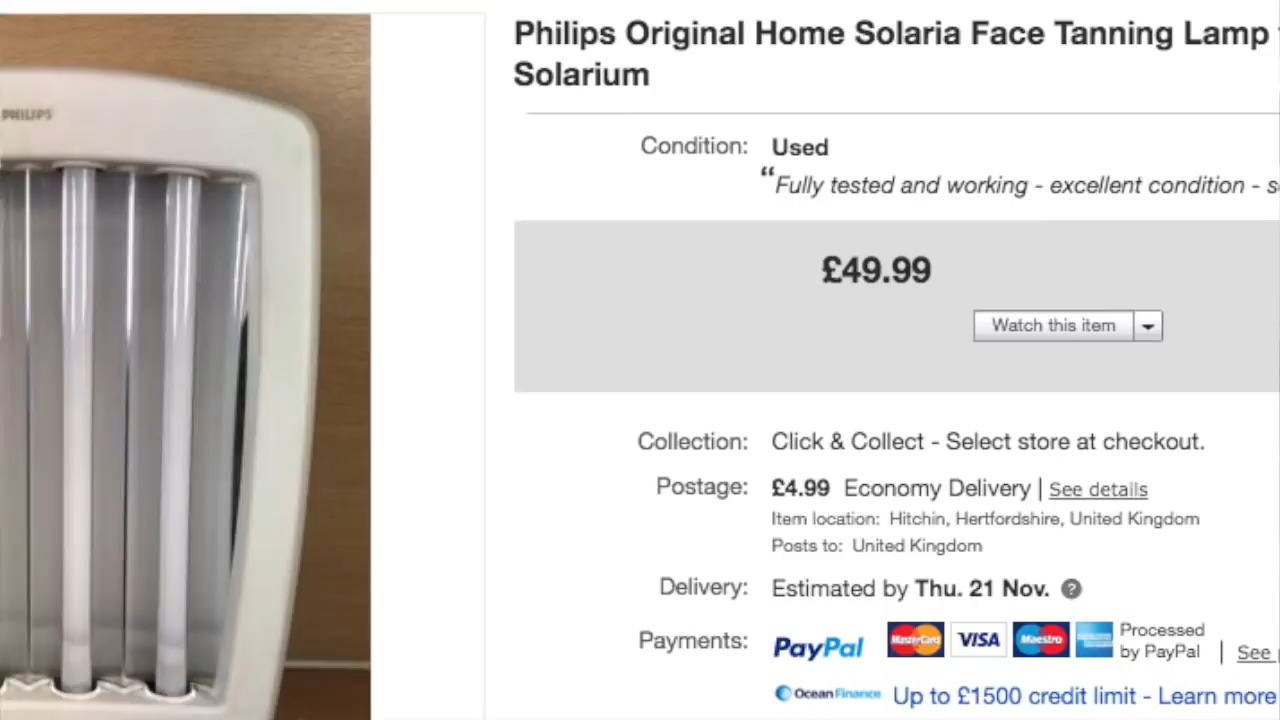 PHILIPS
Philips Original Home Solaria Face Tanning Lamp
Solarium
Condition: Used
“Fully tested and working - excellent condition - s
£49.99
Watch this item
Collection: Click & Collect - Select store at checkout.
Postage: £4.99 Economy Delivery | See details
Item location: Hitchin, Hertfordshire, United Kingdom
Posts to: United Kingdom
Delivery: Estimated by Thu. 21 Nov. ?
Payments: PayPal MasterCard VISA Maestro Processed
by PayPal | See
Ocean Finance Up to £1500 credit limit - Learn more